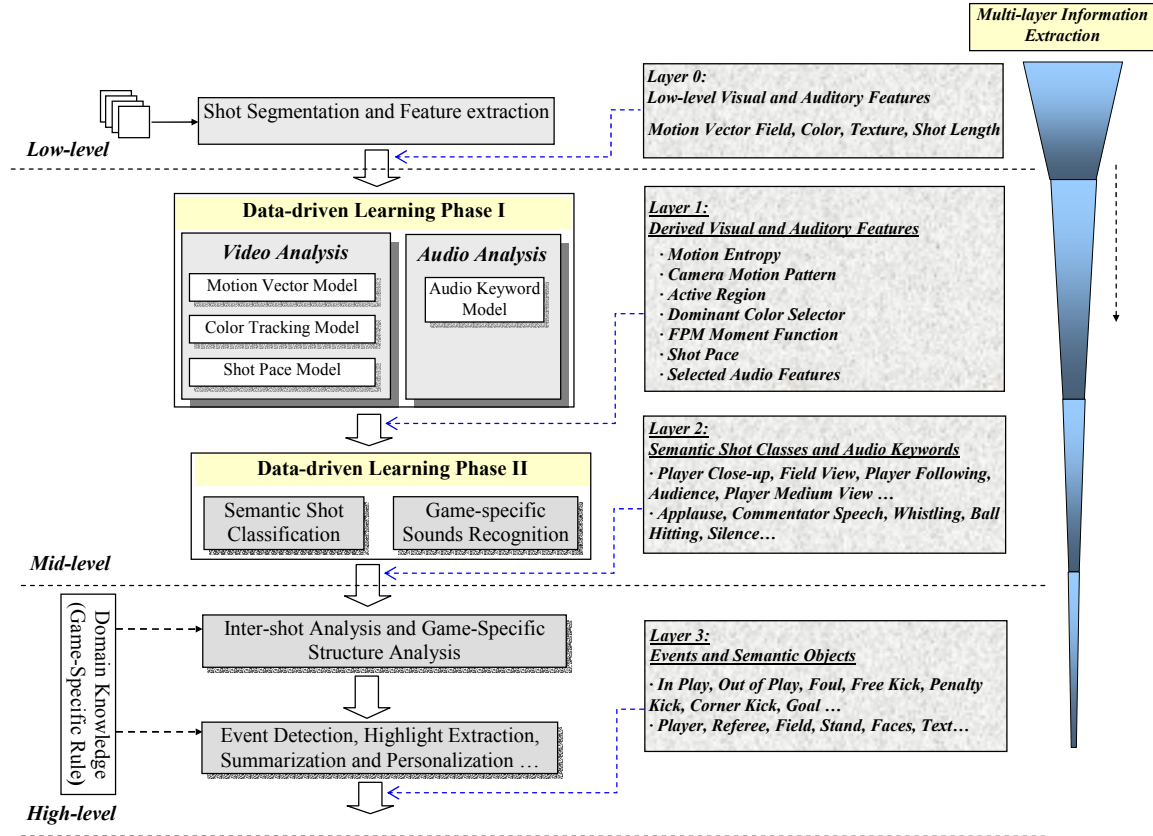 Multi-layer Information
Extraction
Shot Segmentation and Feature extraction
Low-level
Layer 0:
Low-level Visual and Auditory Features
Motion Vector Field, Color, Texture, Shot Length
Data-driven Learning Phase I
Video Analysis
Motion Vector Model
Color Tracking Model
Shot Pace Model
Audio Analysis
Audio Keyword
Model
Layer 1:
Derived Visual and Auditory Features
· Motion Entropy
· Camera Motion Pattern
· Active Region
· Dominant Color Selector
· FPM Moment Function
· Shot Pace
· Selected Audio Features
Data-driven Learning Phase II
Semantic Shot
Classification
Game-specific
Sounds Recognition
Mid-level
Layer 2:
Semantic Shot Classes and Audio Keywords
· Player Close-up, Field View, Player Following,
Audience, Player Medium View …
· Applause, Commentator Speech, Whistling, Ball
Hitting, Silence…
Domain Knowledge
(Game-Specific Rule)
Inter-shot Analysis and Game-Specific
Structure Analysis
Event Detection, Highlight Extraction,
Summarization and Personalization …
High-level
Layer 3:
Events and Semantic Objects
· In Play, Out of Play, Foul, Free Kick, Penalty
Kick, Corner Kick, Goal …
· Player, Referee, Field, Stand, Faces, Text…